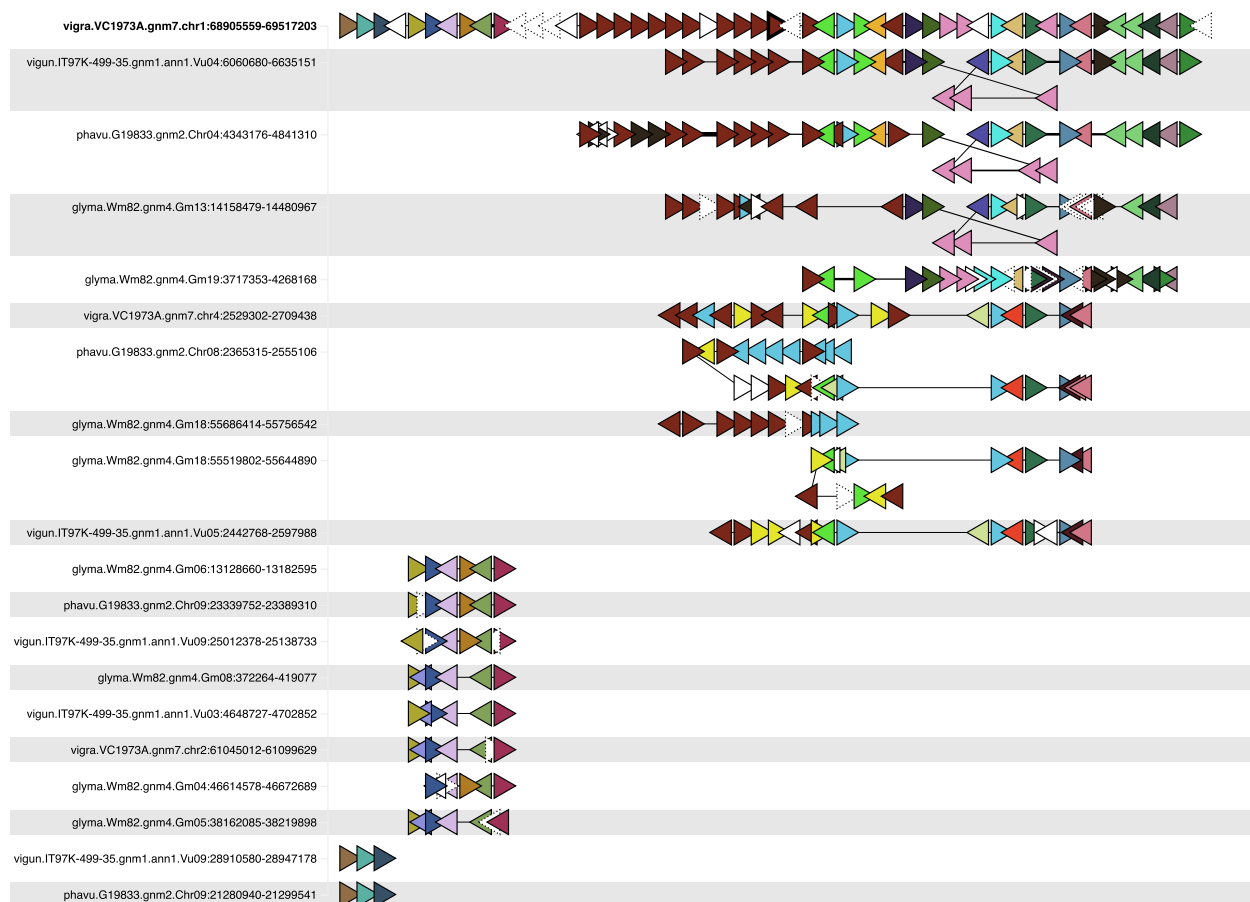 vigra.VC1973A.gnm7.chr1:68905559-69517203
vigun.IT97K-499-35.gnm1.ann1.Vu04:6060680-6635151
phavu.G19833.gnm2.Chr04:4343176-4841310
glyma.Wm82.gnm4.Gm13:14158479-14480967
glyma.Wm82.gnm4.Gm19:3717353-4268168
vigra.VC1973A.gnm7.chr4:2529302-2709438
phavu.G19833.gnm2.Chr08:2365315-2555106
glyma.Wm82.gnm4.Gm18:55686414-55756542
glyma.Wm82.gnm4.Gm18:55519802-55644890
vigun.IT97K-499-35.gnm1.ann1.Vu05:2442768-2597988
glyma.Wm82.gnm4.Gm06:13128660-13182595
phavu.G19833.gnm2.Chr09:23339752-23389310
vigun.IT97K-499-35.gnm1.ann1.Vu09:25012378-25138733
glyma.Wm82.gnm4.Gm08:372264-419077
vigun.IT97K-499-35.gnm1.ann1.Vu03:4648727-4702852
vigra.VC1973A.gnm7.chr2:61045012-61099629
glyma.Wm82.gnm4.Gm04:46614578-46672689
glyma.Wm82.gnm4.Gm05:38162085-38219898
vigun.IT97K-499-35.gnm1.ann1.Vu09:28910580-28947178
phavu.G19833.gnm2.Chr09:21280940-21299541